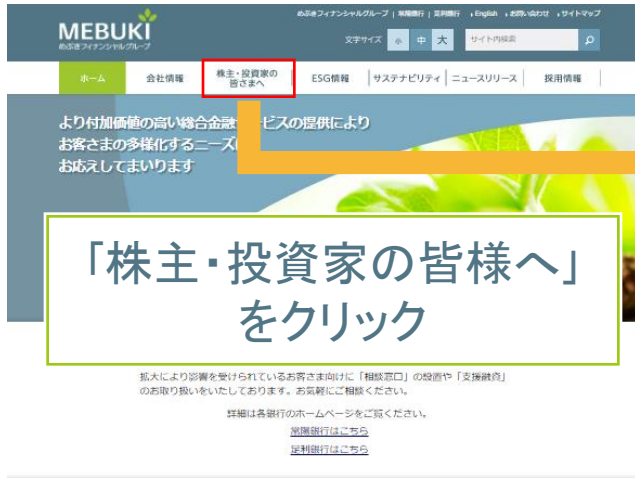 めぶきフィナンシャルグループ | 常陽銀行 | 足利銀行 English お問い合わせ サイトマップ
MEBUKI
めぶきフィナンシャルグループ
文字サイズ 小 中 大 サイト内検索
ホーム 会社情報 株主・投資家の皆さまへ ESG情報 サステナビリティ ニュースリリース 採用情報
より付加価値の高い総合金融サービスの提供により
お客さまの多様化するニーズに
お応えしてまいります
「株主・投資家の皆様へ」
をクリック
拡大により影響を受けられているお客さま向けに「相談窓口」の設置や「支援融資」
のお取り扱いをいたしております。お気軽にご相談ください。
詳細は各銀行のホームページをご覧ください。
常陽銀行はこちら
足利銀行はこちら